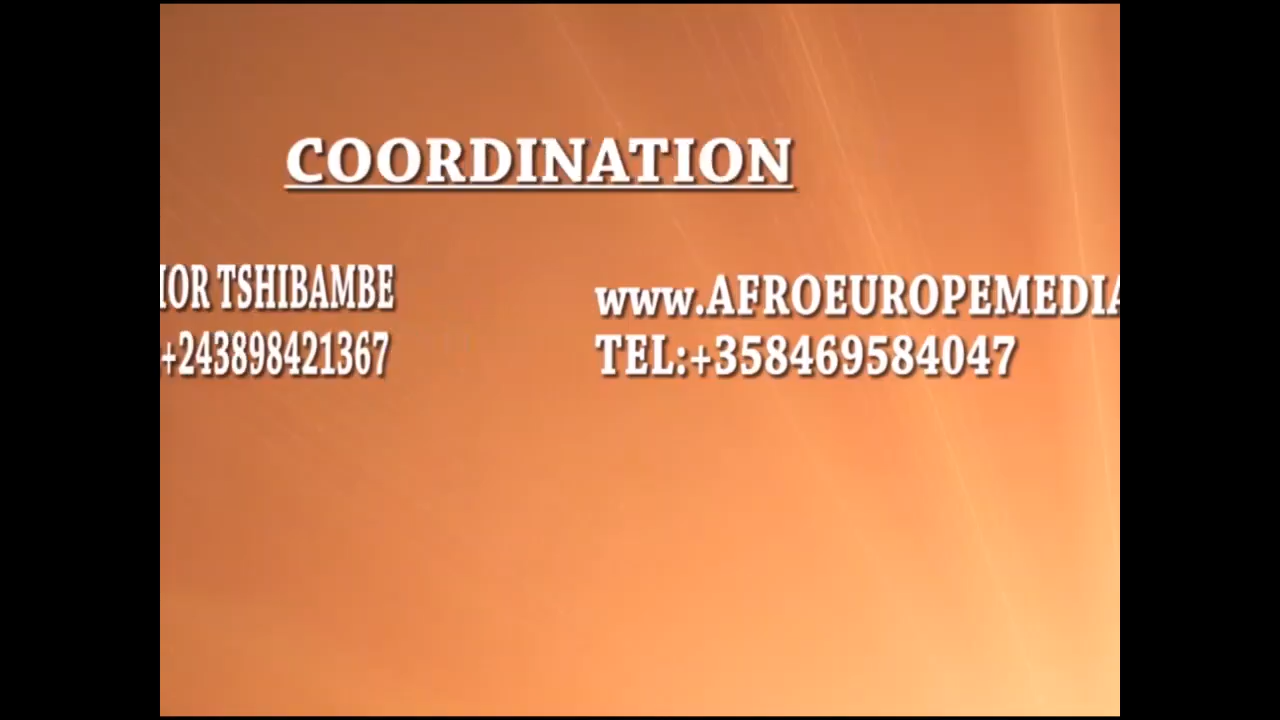 COORDINATION
IOR TSHIBAMBE
+243898421367
www.AFROEUROPEMEDIA
TEL:+358469584047